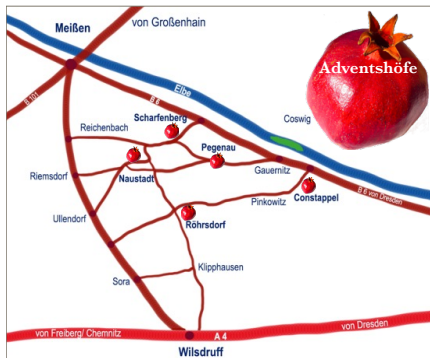 von Großenhain
Meißen
Adventshöfe
B 101
Elbe
B 6
Scharfenberg
Coswig
Reichenbach
Pegenau
Riemsdorf
Naustadt
Gauernitz
B 6 von Dresden
Constappel
Pinkowitz
Ullendorf
Röhrsdorf
Klipphausen
Sora
von Dresden
von Freiberg/ Chemnitz
A 4
Wilsdruff